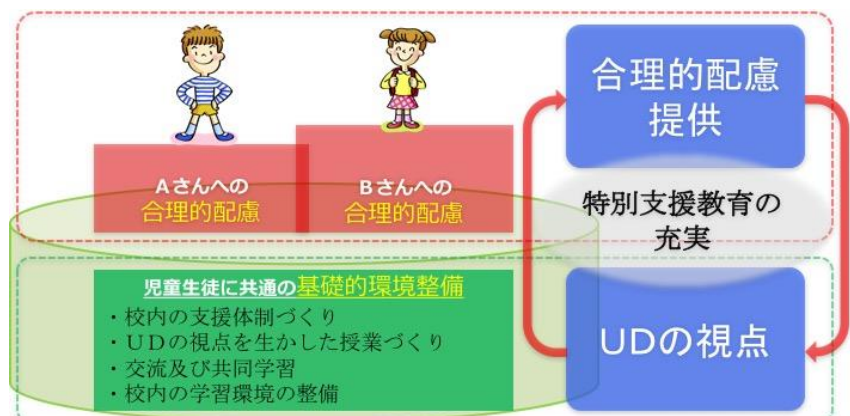 Aさんへの
合理的配慮
Bさんへの
合理的配慮
児童生徒に共通の基礎的環境整備
・校内の支援体制づくり
・UDの視点を生かした授業づくり
・交流及び共同学習
・校内の学習環境の整備
合理的配慮
提供
特別支援教育の
充実
UDの視点